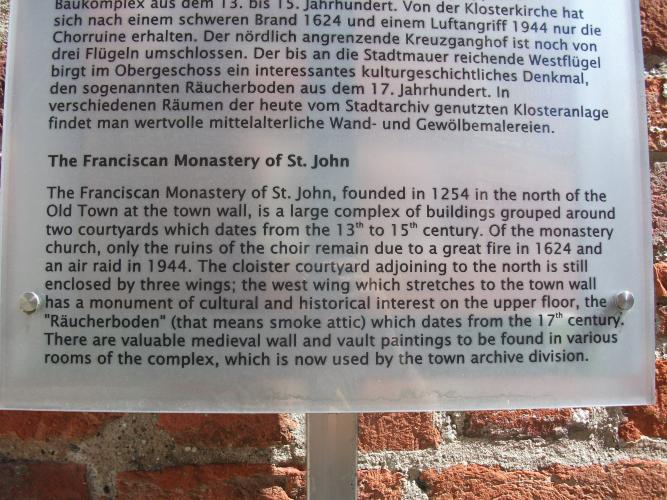 Baukomplex aus dem 13. bis 15. Jahrhundert. Von der Klosterkirche hat
sich nach einem schweren Brand 1624 und einem Luftangriff 1944 nur die
Chorruine erhalten. Der nördlich angrenzende Kreuzganghof ist noch von
drei Flügeln umschlossen. Der bis an die Stadtmauer reichende Westflügel
birgt im Obergeschoss ein interessantes kulturgeschichtliches Denkmal,
den sogenannten Räucherboden aus dem 17. Jahrhundert. In
verschiedenen Räumen der heute vom Stadtarchiv genutzten Klosteranlage
findet man wertvolle mittelalterliche Wand- und Gewölbemalereien.
The Franciscan Monastery of St. John
The Franciscan Monastery of St. John, founded in 1254 in the north of the
Old Town at the town wall, is a large complex of buildings grouped around
two courtyards which dates from the 13th to 15th century. Of the monastery
church, only the ruins of the choir remain due to a great fire in 1624 and
an air raid in 1944. The cloister courtyard adjoining to the north is still
enclosed by three wings; the west wing which stretches to the town wall
has a monument of cultural and historical interest on the upper floor, the
"Räucherboden" (that means smoke attic) which dates from the 17th century.
There are valuable medieval wall and vault paintings to be found in various
rooms of the complex, which is now used by the town archive division.